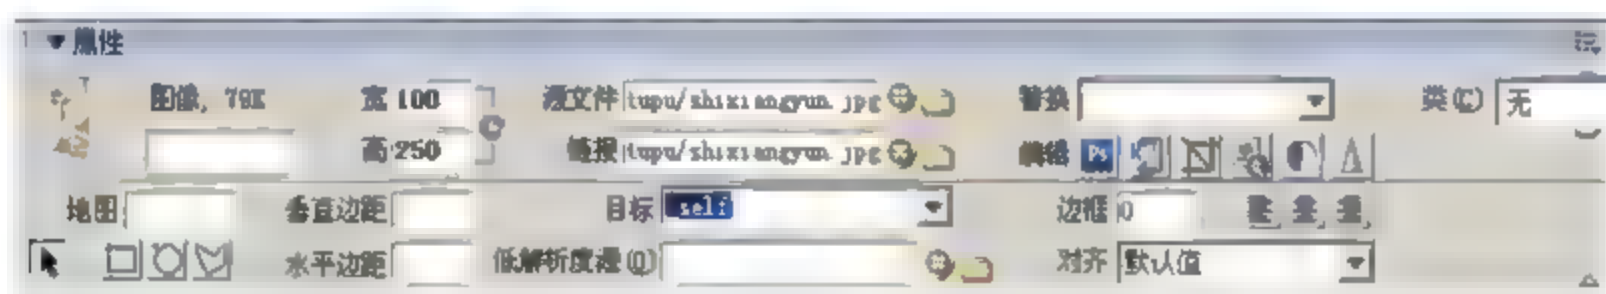 属性
图像, 79K 宽 100 源文件 tupu/shixiangyun.jpg 替换 类(C) 无
高 250 链接 tupu/shixiangyun.jpg 编辑 Ps
地图 垂直边距 目标 _self 边框 0
水平边距 低解析度源(Q) 对齐 默认值